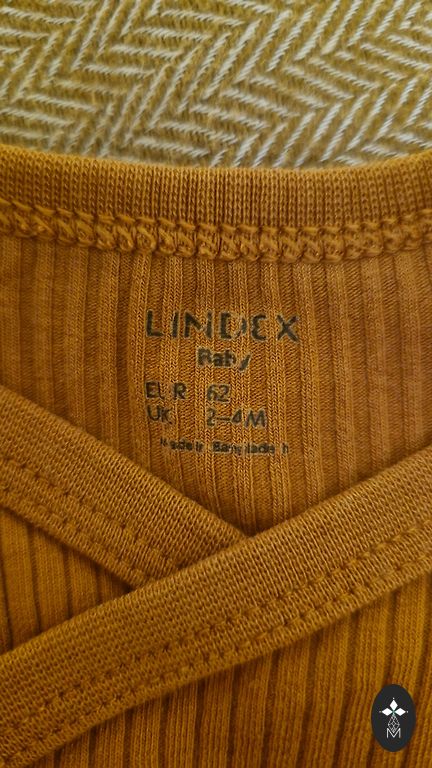 LINDEX
Baby
EUR 62
UK 2-4M
Made in Bangladesh
M